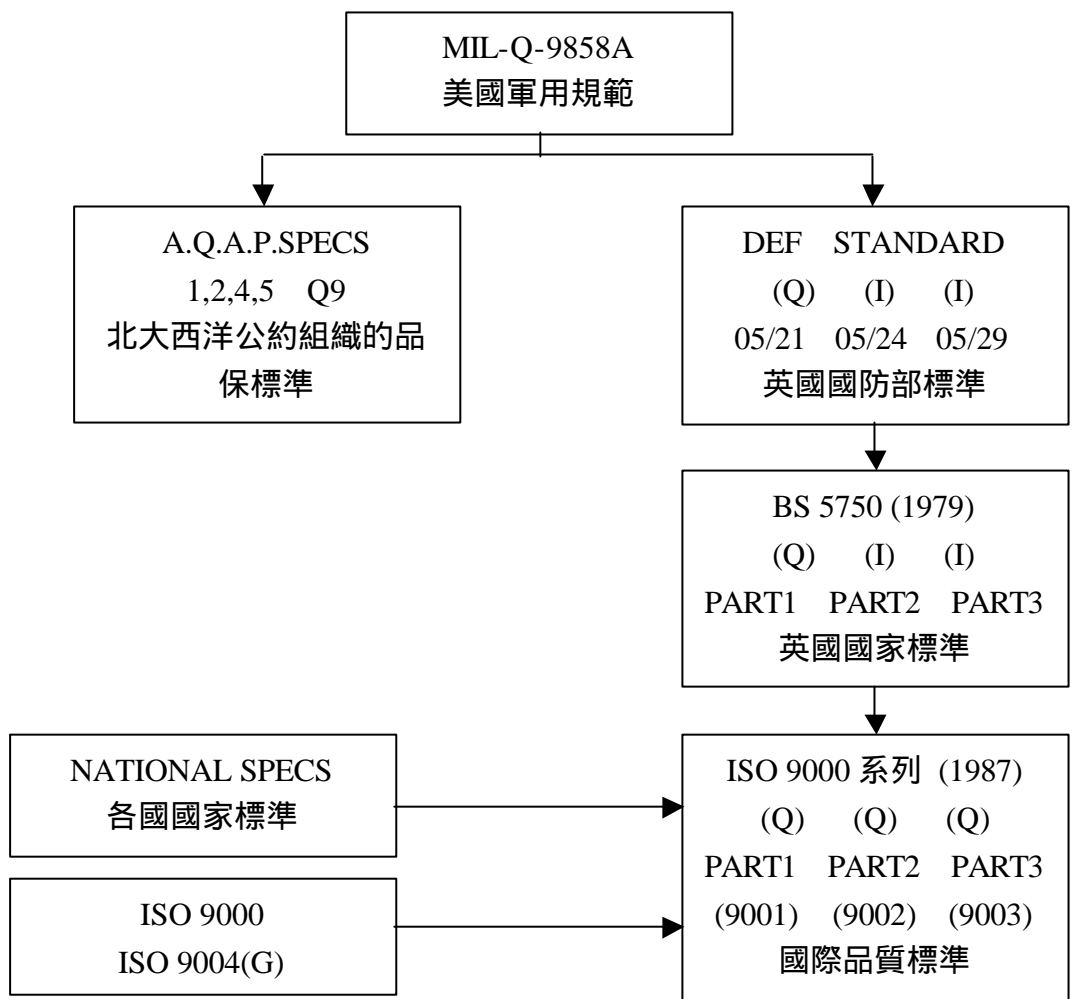 MIL-Q-9858A
美國軍用規範
A.Q.A.P.SPECS
1,2,4,5 Q9
北大西洋公約組織的品
保標準
DEF STANDARD
(Q) (I) (I)
05/21 05/24 05/29
英國國防部標準
BS 5750 (1979)
(Q) (I) (I)
PART1 PART2 PART3
英國國家標準
NATIONAL SPECS
各國國家標準
ISO 9000
ISO 9004(G)
ISO 9000 系列 (1987)
(Q) (Q) (Q)
PART1 PART2 PART3
(9001) (9002) (9003)
國際品質標準